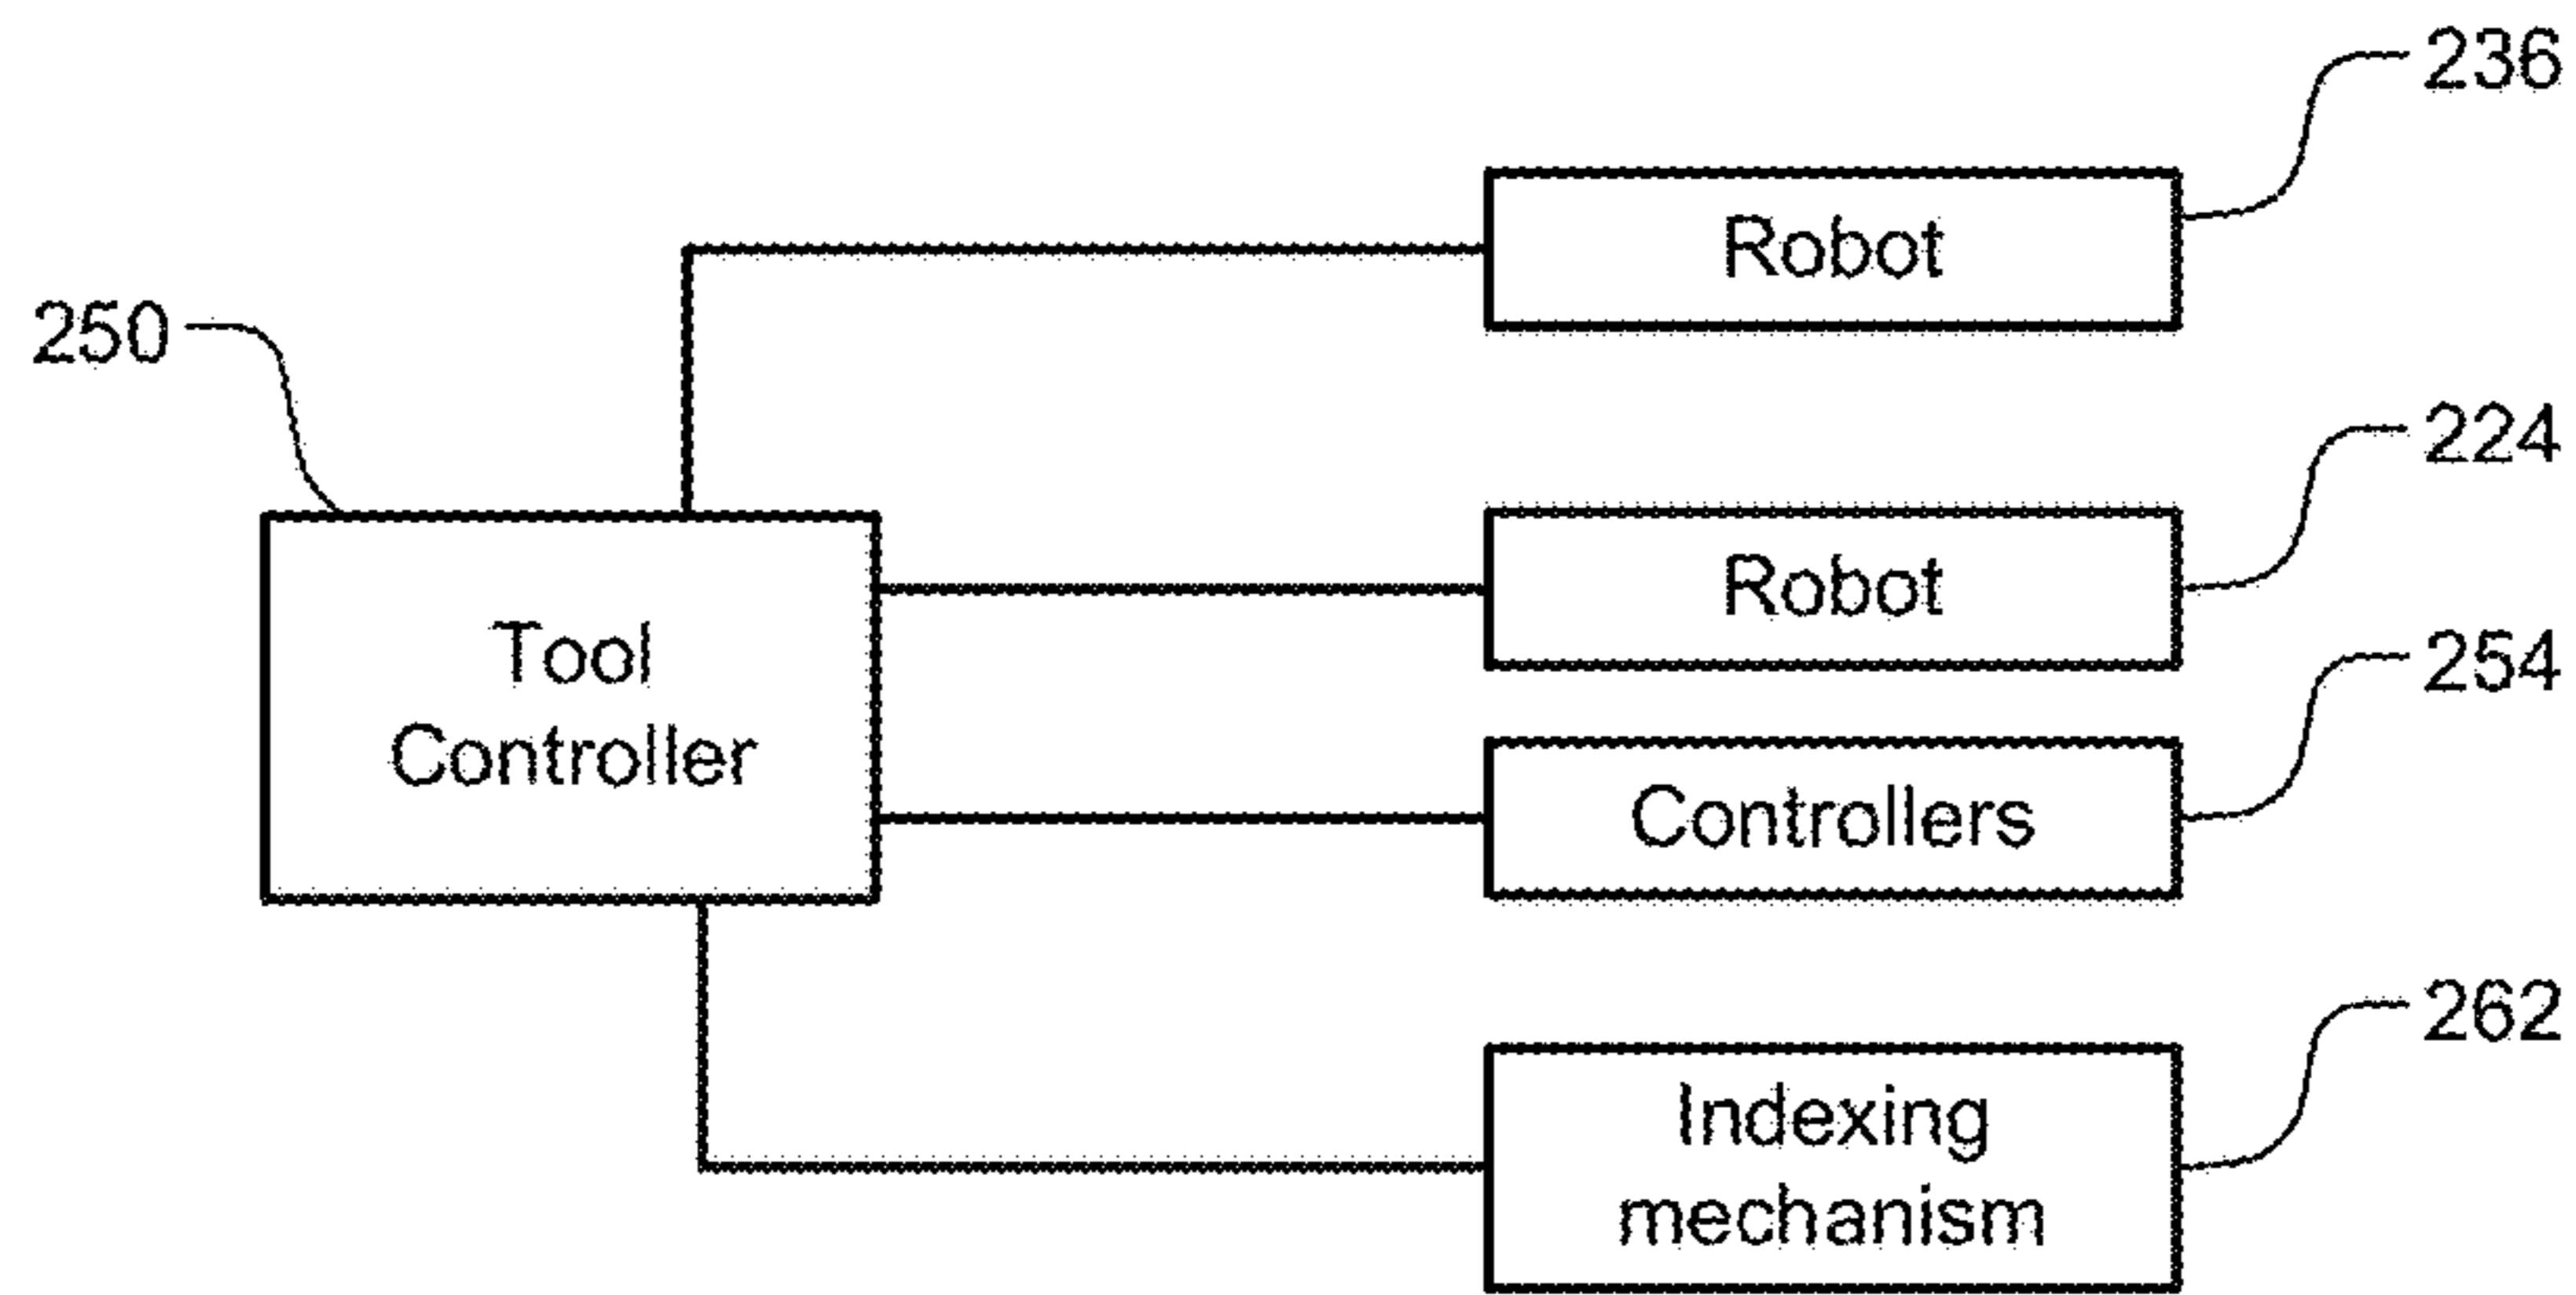 236
Robot
250
224
Robot
Tool
Controller
254
Controllers
262
Indexing
mechanism